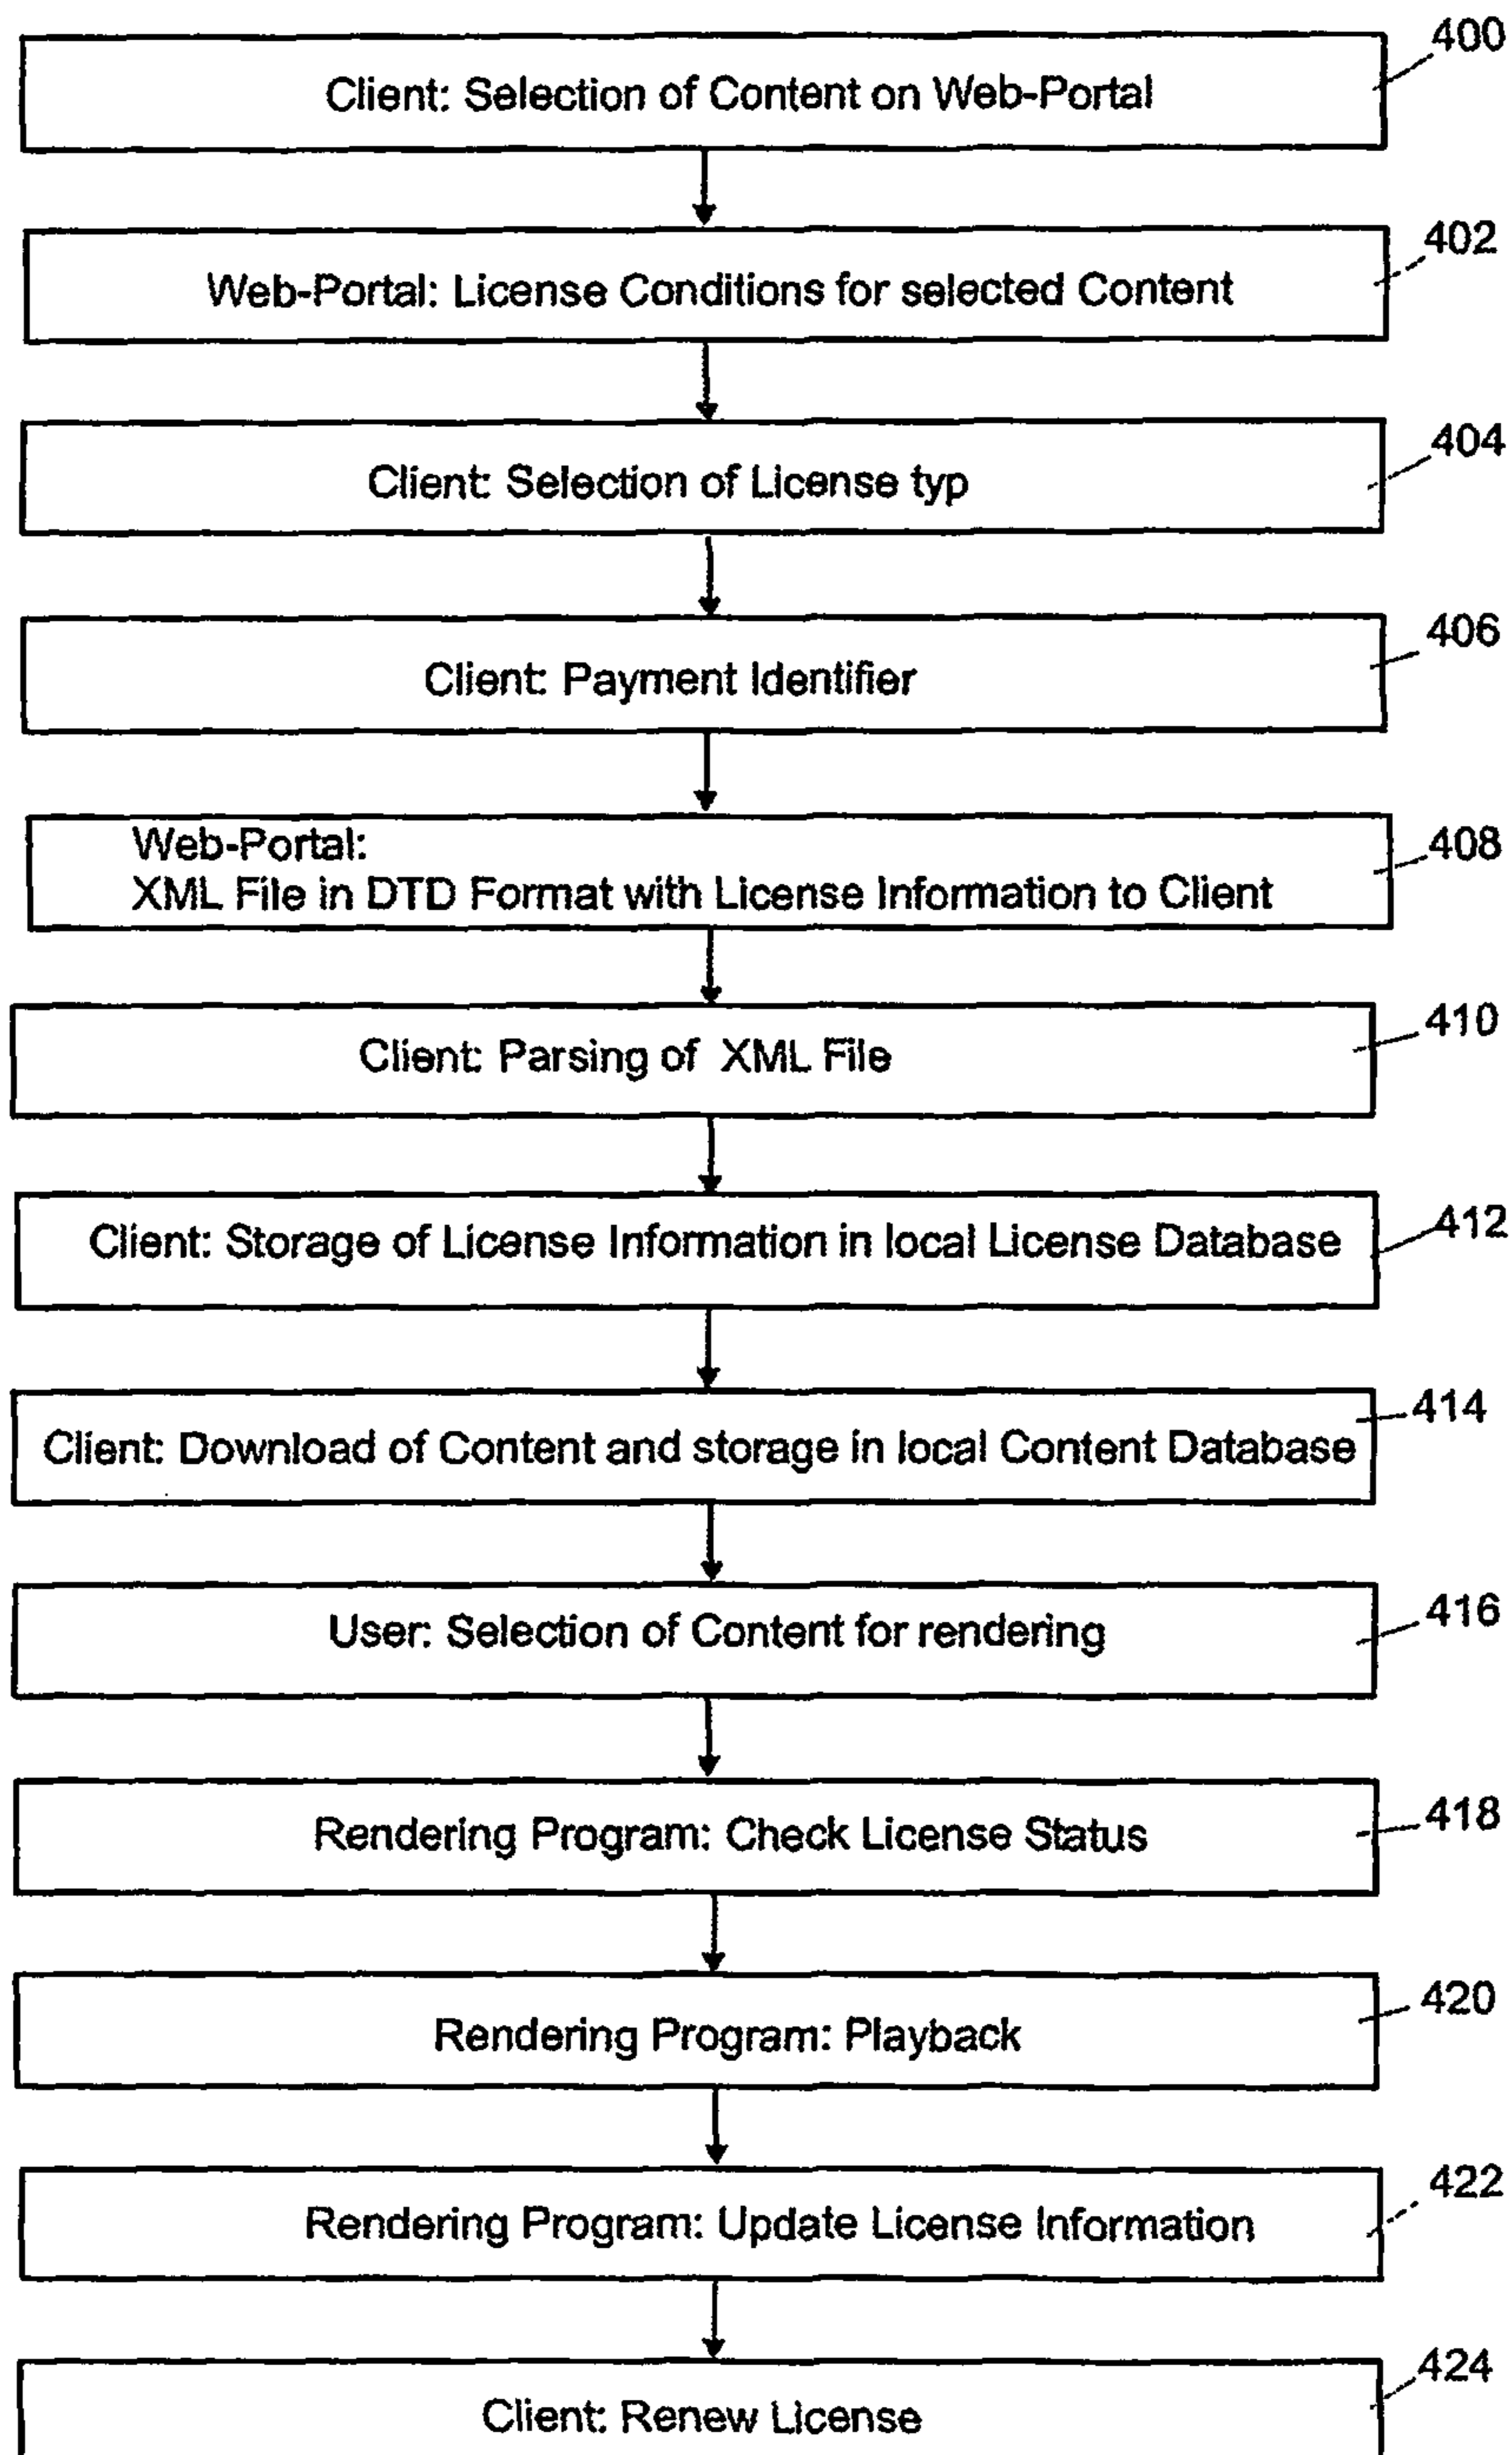 400
Client: Selection of Content on Web-Portal
402
Web-Portal: License Conditions for selected Content
404
Client: Selection of License typ
406
Client: Payment Identifier
408
Web-Portal:
XML File in DTD Format with License Information to Client
410
Client: Parsing of XML File
412
Client: Storage of License Information in local License Database
414
Client: Download of Content and storage in local Content Database
416
User: Selection of Content for rendering
418
Rendering Program: Check License Status
420
Rendering Program: Playback
422
Rendering Program: Update License Information
424
Client: Renew License